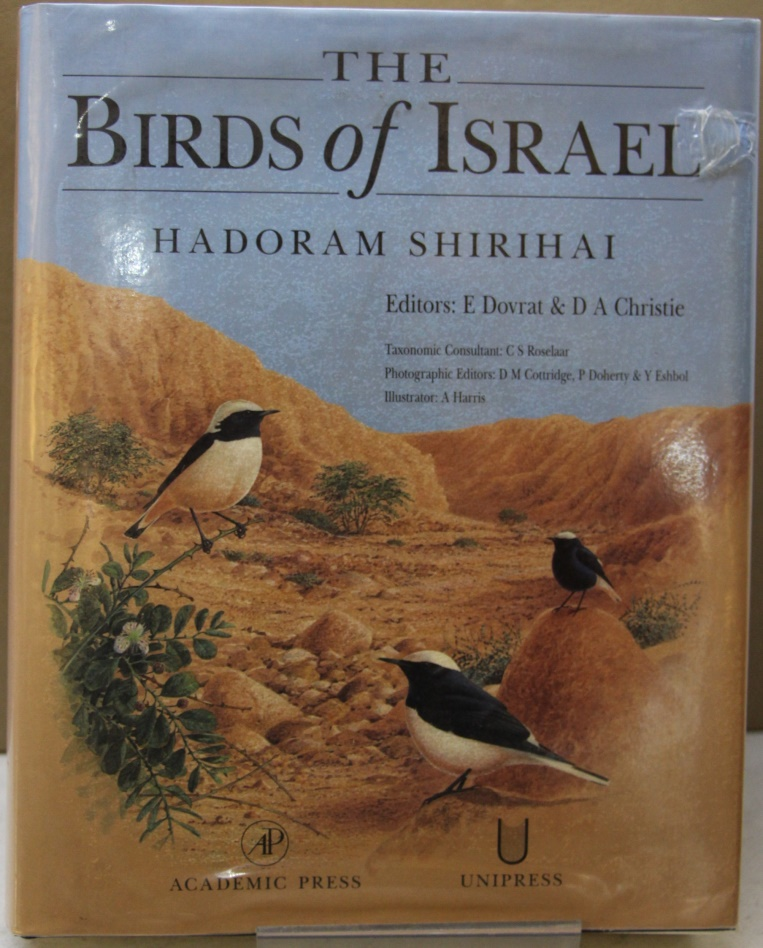 THE
BIRDS of ISRAEL
HADORAM SHIRIHAI
Editors: E Dovrat & D A Christie
Taxonomic Consultant: C S Roselaar
Photographic Editors: D M Cottridge, P Doherty & Y Eshbol
Illustrator: A Harris
AP
ACADEMIC PRESS
U
UNIPRESS